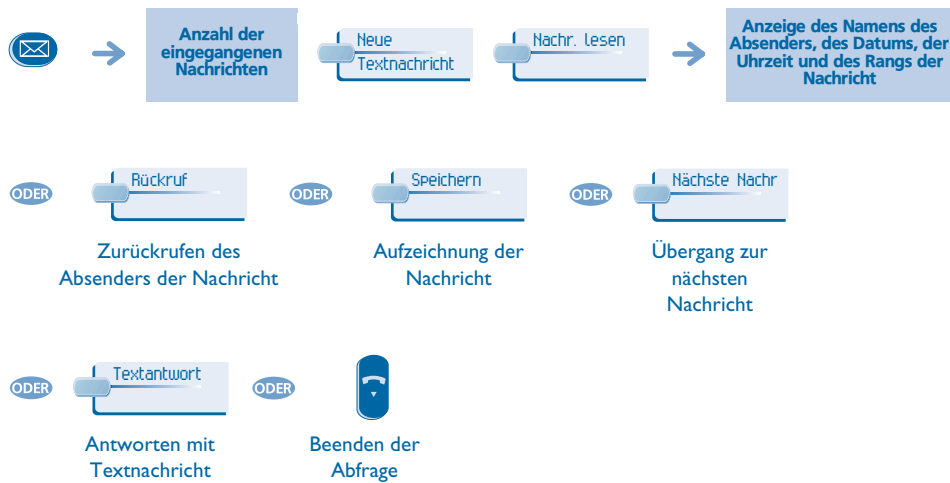 Anzahl der
eingegangenen
Nachrichten
Neue
Textnachricht
Nachr. lesen
Anzeige des Namens des
Absenders, des Datums, der
Uhrzeit und des Rangs der
Nachricht
ODER
Rückruf
ODER
Speichern
ODER
Nächste Nachr
Zurückrufen des
Absenders der Nachricht
Aufzeichnung der
Nachricht
Übergang zur
nächsten
Nachricht
ODER
Textantwort
ODER
Antworten mit
Textnachricht
Beenden der
Abfrage